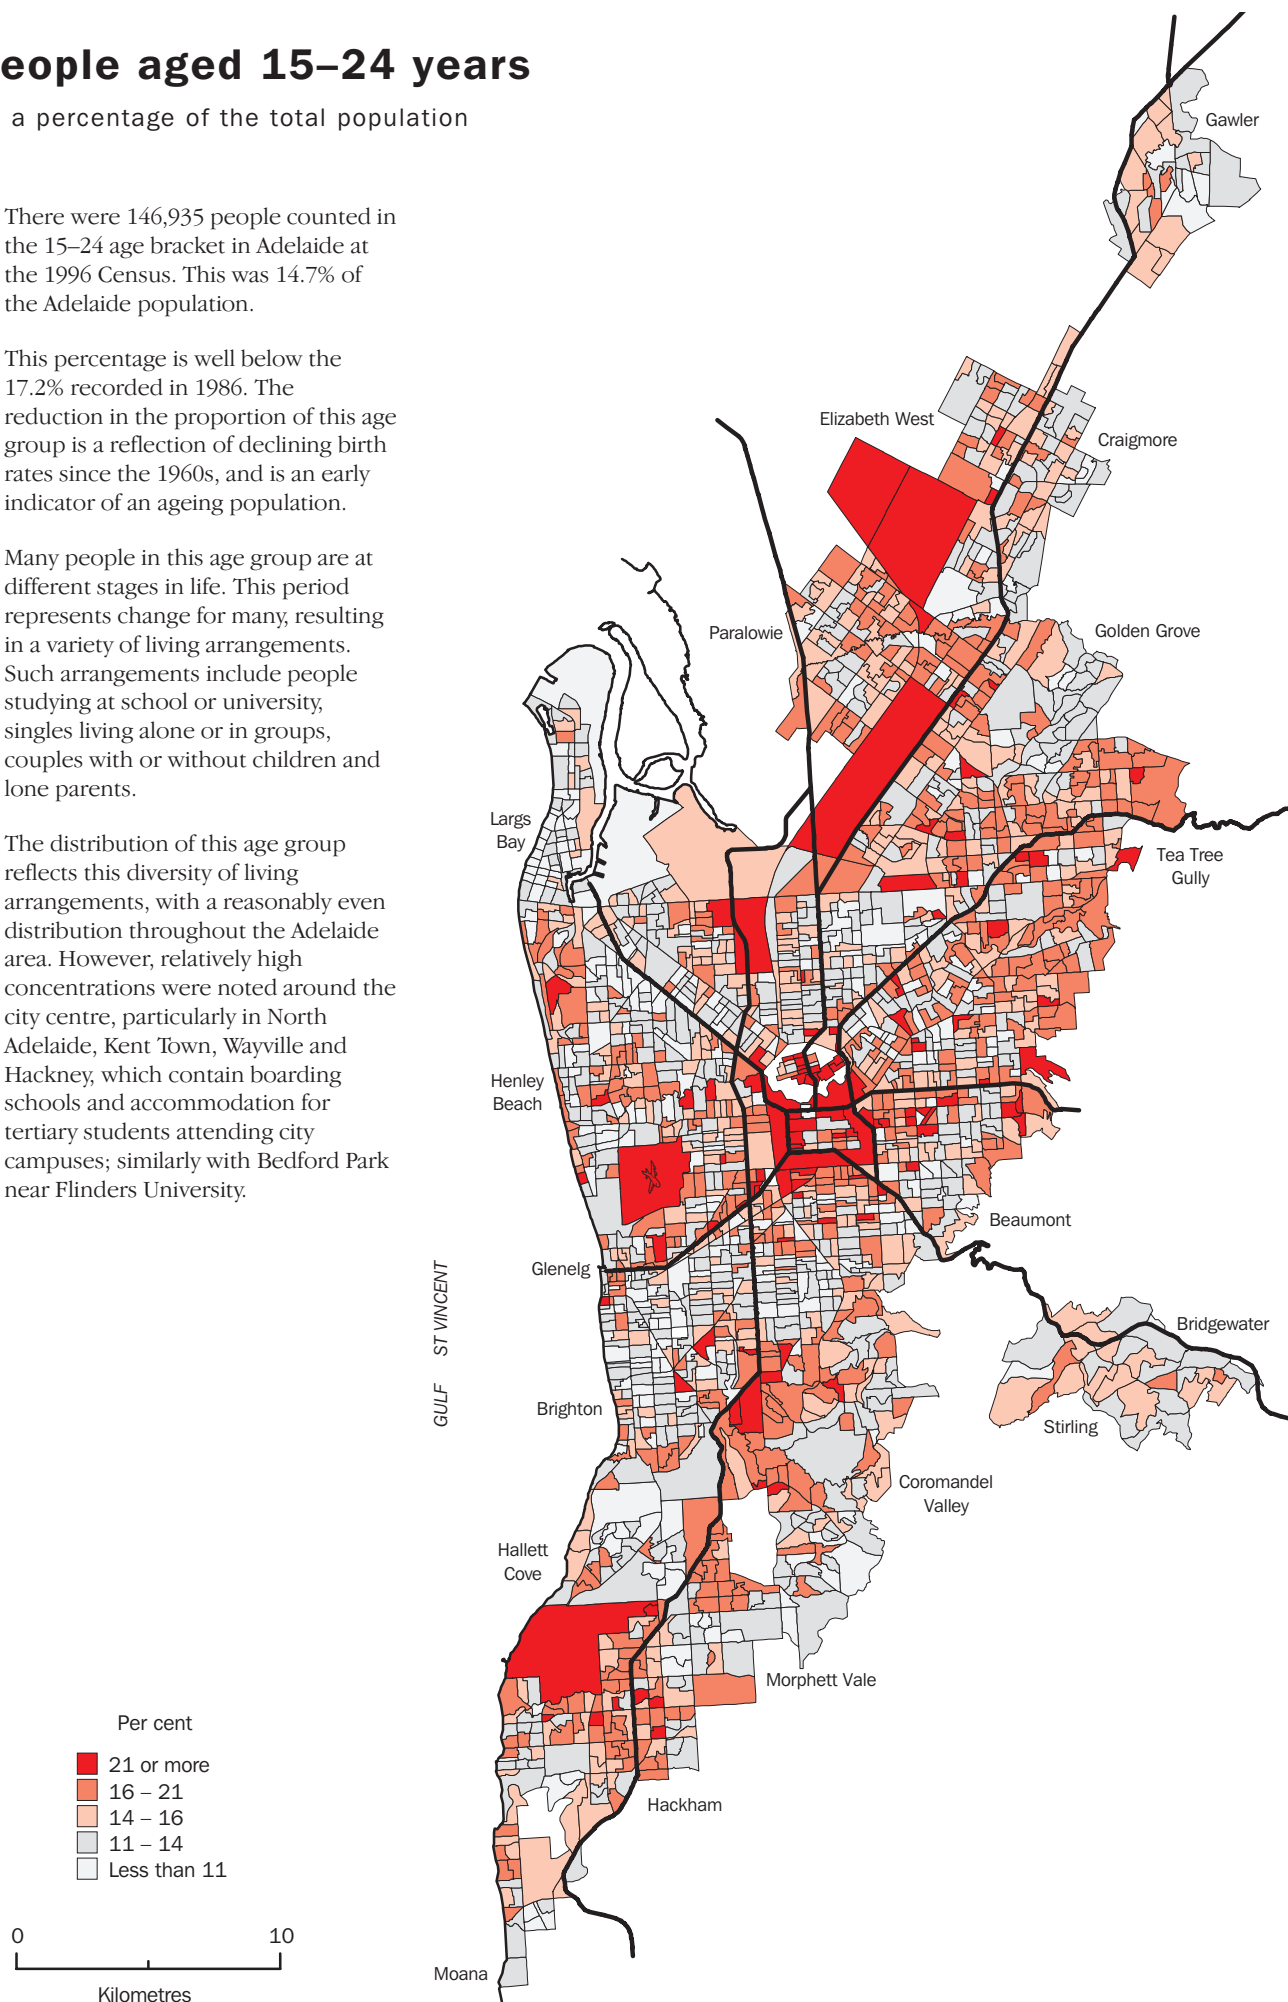 eople aged 15–24 years
a percentage of the total population
There were 146,935 people counted in
the 15–24 age bracket in Adelaide at
the 1996 Census. This was 14.7% of
the Adelaide population.
This percentage is well below the
17.2% recorded in 1986. The
reduction in the proportion of this age
group is a reflection of declining birth
rates since the 1960s, and is an early
indicator of an ageing population.
Many people in this age group are at
different stages in life. This period
represents change for many, resulting
in a variety of living arrangements.
Such arrangements include people
studying at school or university,
singles living alone or in groups,
couples with or without children and
lone parents.
The distribution of this age group
reflects this diversity of living
arrangements, with a reasonably even
distribution throughout the Adelaide
area. However, relatively high
concentrations were noted around the
city centre, particularly in North
Adelaide, Kent Town, Wayville and
Hackney, which contain boarding
schools and accommodation for
tertiary students attending city
campuses; similarly with Bedford Park
near Flinders University.
Gawler
Elizabeth West
Craigmore
Paralowie
Golden Grove
Largs
Bay
Tea Tree
Gully
Henley
Beach
Beaumont
Glenelg
GULF ST VINCENT
Bridgewater
Brighton
Stirling
Coromandel
Valley
Hallett
Cove
Morphett Vale
Hackham
Moana
Per cent
21 or more
16 – 21
14 – 16
11 – 14
Less than 11
0 10
Kilometres